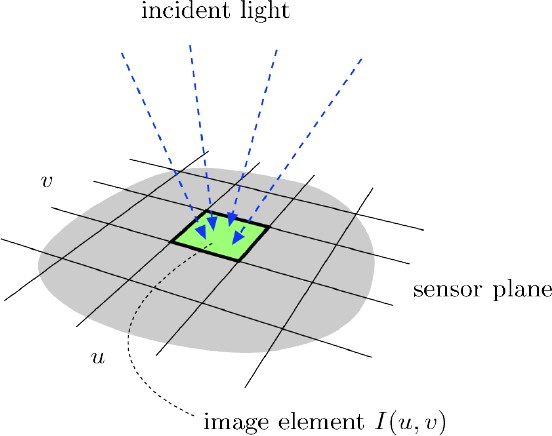 incident light
v
sensor plane
u
image element I(u, v)